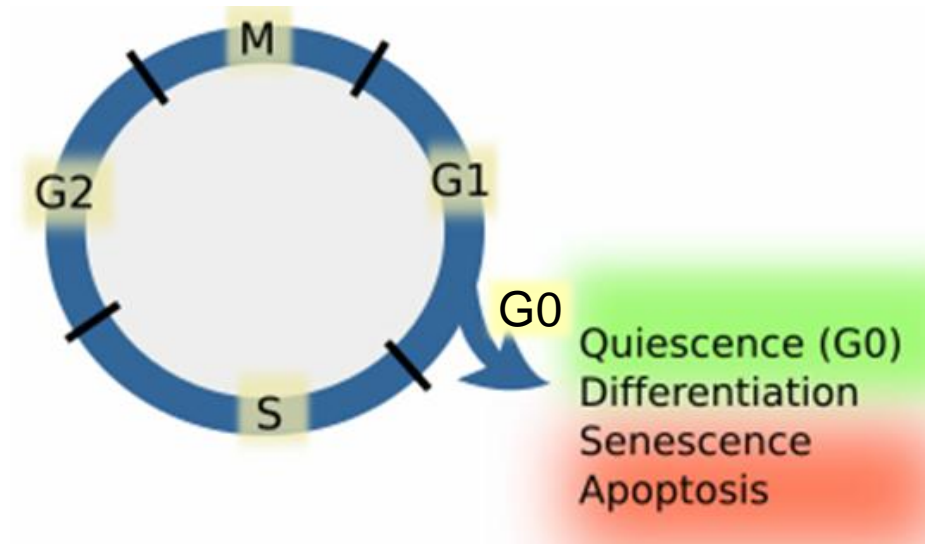 M
G1
G2
G0
Quiescence (G0)
Differentiation
S
Senescence
Apoptosis